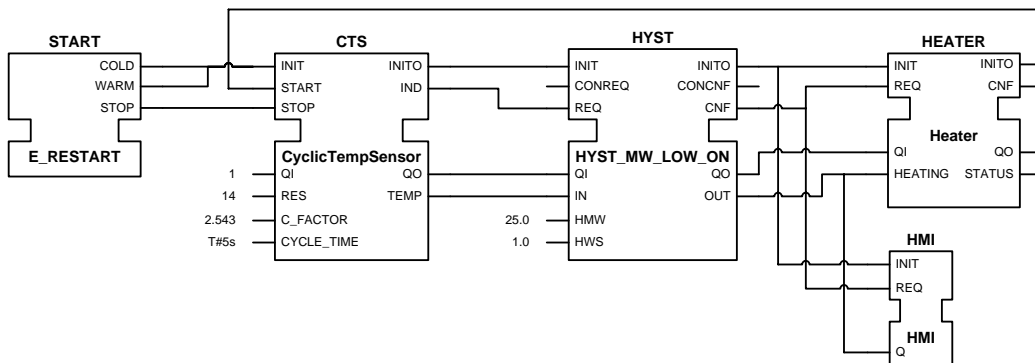 START
COLD
WARM
STOP
E_RESTART
CTS
INIT
INITO
START
IND
STOP
CyclicTempSensor
1
QI
QO
14
RES
TEMP
2.543
C_FACTOR
T#5s
CYCLE_TIME
HYST
INIT
INITO
CONREQ
CONCNF
REQ
CNF
HYST_MW_LOW_ON
QI
QO
IN
OUT
25.0
HMW
1.0
HWS
HEATER
INIT
INITO
REQ
CNF
Heater
QI
QO
HEATING
STATUS
HMI
INIT
REQ
HMI
Q